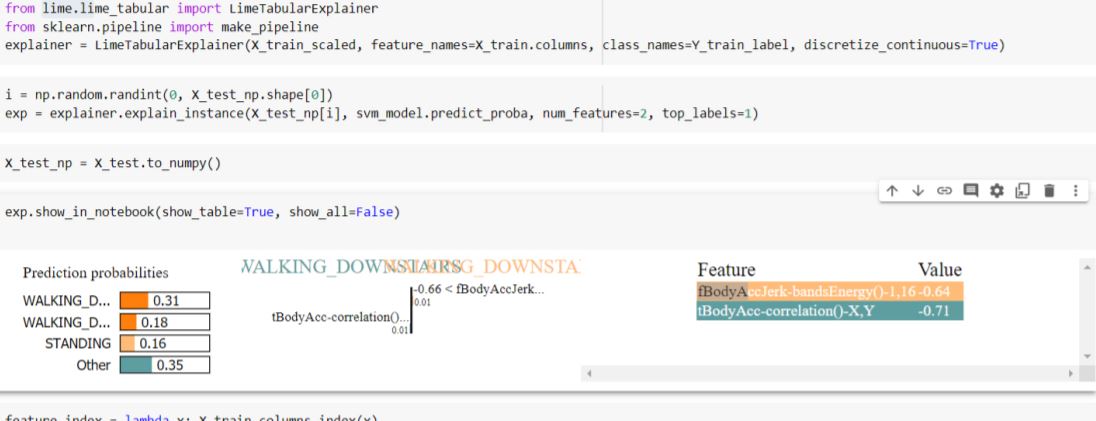 from lime.lime_tabular import LimeTabularExplainer
from sklearn.pipeline import make_pipeline
explainer = LimeTabularExplainer(X_train_scaled, feature_names=X_train.columns, class_names=Y_train_label, discretize_continuous=True)
i = np.random.randint(0, X_test_np.shape[0])
exp = explainer.explain_instance(X_test_np[i], svm_model.predict_proba, num_features=2, top_labels=1)
X_test_np = X_test.to_numpy()
exp.show_in_notebook(show_table=True, show_all=False)
Prediction probabilities
WALKING_D... 0.31
WALKING_D... 0.18
STANDING 0.16
Other 0.35
WALKING_DOWNSTAIRS
-0.66 < fBodyAccJerk...
0.01
tBodyAcc-correlation()...
0.01
Feature Value
fBodyAccJerk-bandsEnergy()-1,16 -0.64
tBodyAcc-correlation()-X,Y -0.71
feature_index = lambda x: X_train.columns.index(x)